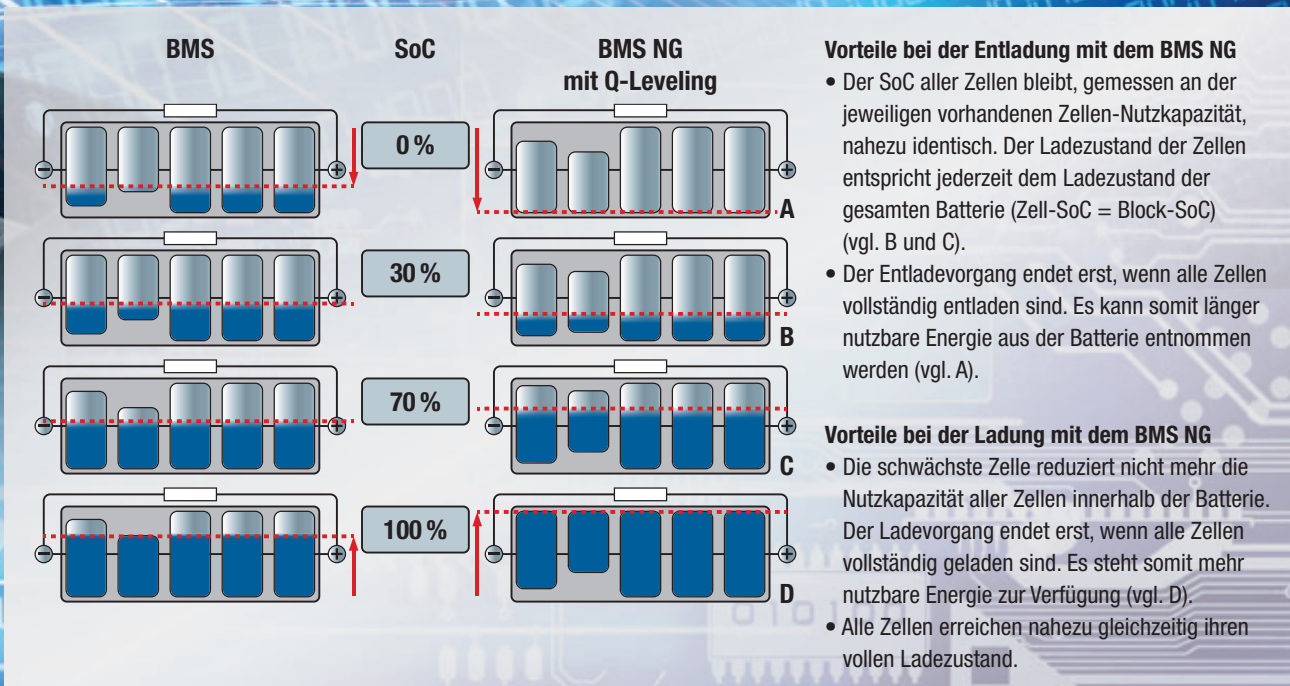 BMS
SoC
BMS NG
mit Q-Leveling
0 %
A
30 %
B
70 %
C
100 %
D
Vorteile bei der Entladung mit dem BMS NG
• Der SoC aller Zellen bleibt, gemessen an der
jeweiligen vorhandenen Zellen-Nutzkapazität,
nahezu identisch. Der Ladezustand der Zellen
entspricht jederzeit dem Ladezustand der
gesamten Batterie (Zell-SoC = Block-SoC)
(vgl. B und C).
• Der Entladevorgang endet erst, wenn alle Zellen
vollständig entladen sind. Es kann somit länger
nutzbare Energie aus der Batterie entnommen
werden (vgl. A).
Vorteile bei der Ladung mit dem BMS NG
• Die schwächste Zelle reduziert nicht mehr die
Nutzkapazität aller Zellen innerhalb der Batterie.
Der Ladevorgang endet erst, wenn alle Zellen
vollständig geladen sind. Es steht somit mehr
nutzbare Energie zur Verfügung (vgl. D).
• Alle Zellen erreichen nahezu gleichzeitig ihren
vollen Ladezustand.